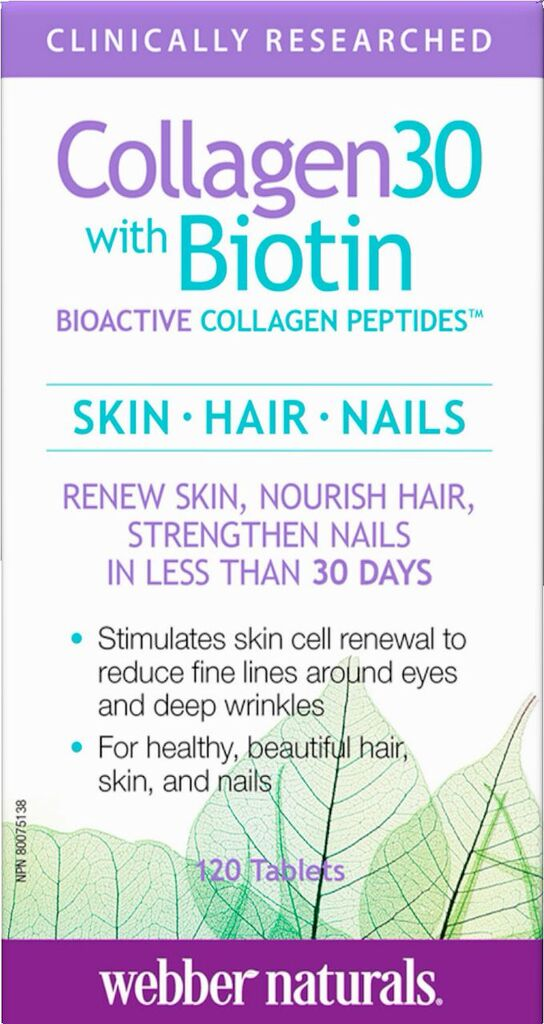 CLINICALLY RESEARCHED
Collagen30
with Biotin
BIOACTIVE COLLAGEN PEPTIDES™
SKIN · HAIR · NAILS
RENEW SKIN, NOURISH HAIR,
STRENGTHEN NAILS
IN LESS THAN 30 DAYS
• Stimulates skin cell renewal to
reduce fine lines around eyes
and deep wrinkles
• For healthy, beautiful hair,
skin, and nails
NPN 80075138
120 Tablets
webber naturals.